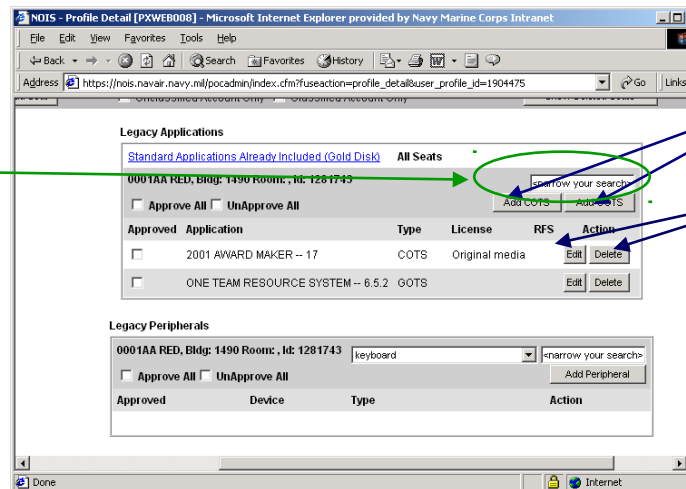 NOIS - Profile Detail [PXWEB008] - Microsoft Internet Explorer provided by Navy Marine Corps Intranet
File Edit View Favorites Tools Help
Back Search Favorites History
Address https://nois.navair.navy.mil/pocadmin/index.cfm?fuseaction=profile_detail&user_profile_id=1904475 Go Links
Unclassified Account Only Classified Account Only
Legacy Applications
Standard Applications Already Included (Gold Disk) All Seats
0001AA RED, Bldg: 1490 Room: , Id: 1281743 <narrow your search>
Approve All UnApprove All Add COTS Add GOTS
Approved Application Type License RFS Action
2001 AWARD MAKER -- 17 COTS Original media Edit Delete
ONE TEAM RESOURCE SYSTEM -- 6.5.2 GOTS Edit Delete
Legacy Peripherals
0001AA RED, Bldg: 1490 Room: , Id: 1281743 keyboard <narrow your search>
Approve All UnApprove All Add Peripheral
Approved Device Type Action
Done Internet